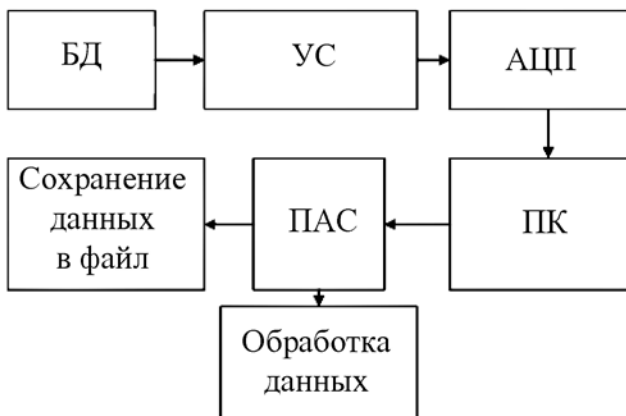 БД
УС
АЦП
Сохранение
данных
в файл
ПАС
ПК
Обработка
данных